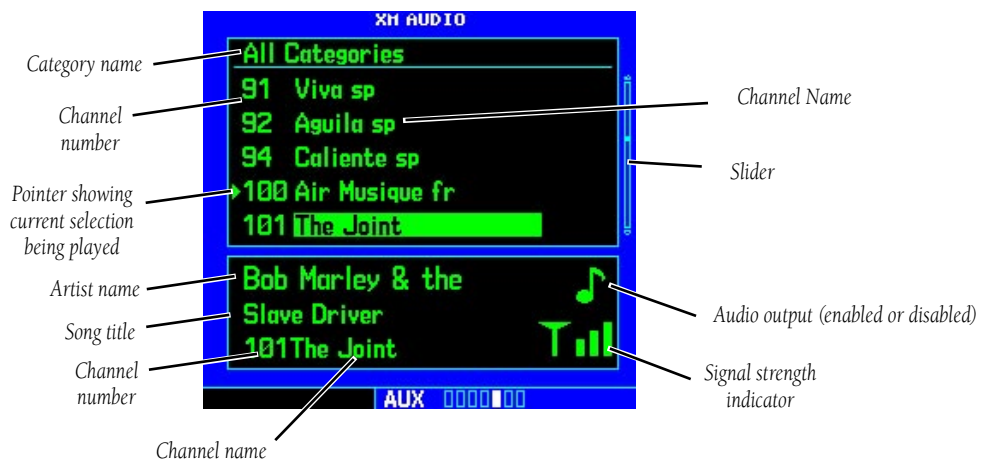 XM AUDIO
All Categories
91 Viva sp
92 Aguila sp
94 Caliente sp
100 Air Musique fr
101 The Joint
Bob Marley & the
Slave Driver
101 The Joint
AUX
Category name
Channel
number
Pointer showing
current selection
being played
Artist name
Song title
Channel
number
Channel name
Channel Name
Slider
Audio output (enabled or disabled)
Signal strength
indicator